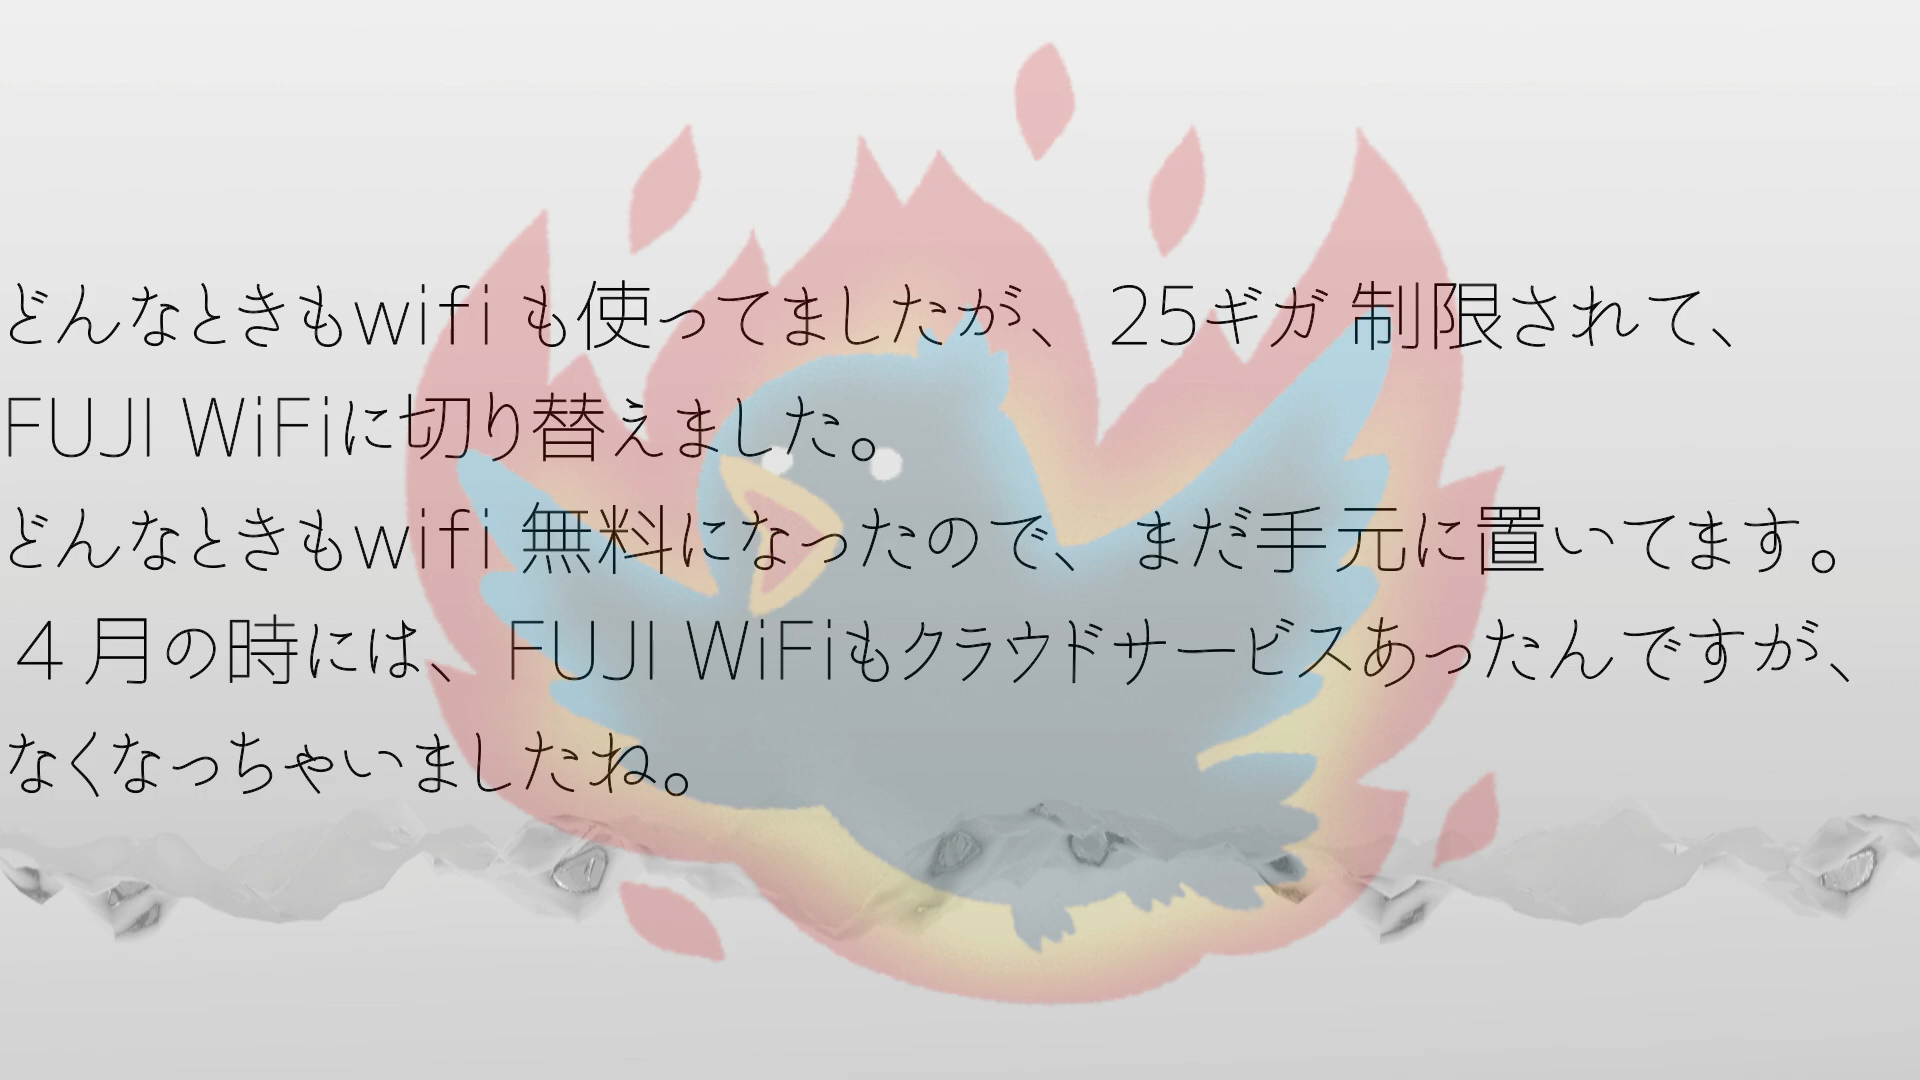 どんなときもwifi も使ってましたが、 25ギガ 制限されて、
FUJI WiFiに切り替えました。
どんなときもwifi 無料になったので、 まだ手元に置いてます。
４月の時には、 FUJI WiFiもクラウドサービスあったんですが、
なくなっちゃいましたね。